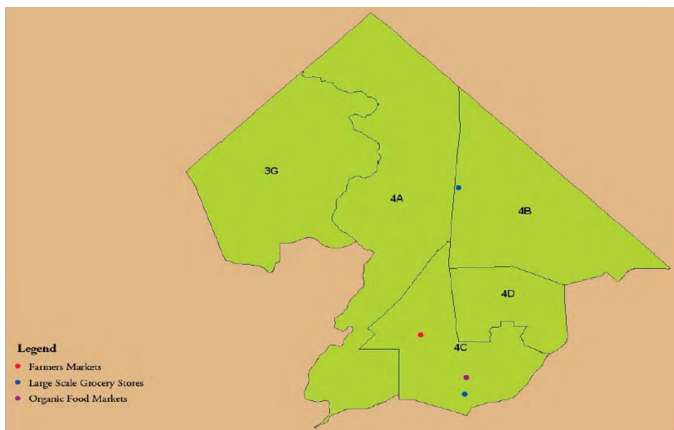 3G
4A
4B
4D
4C
Legend
Farmers Markets
Large Scale Grocery Stores
Organic Food Markets